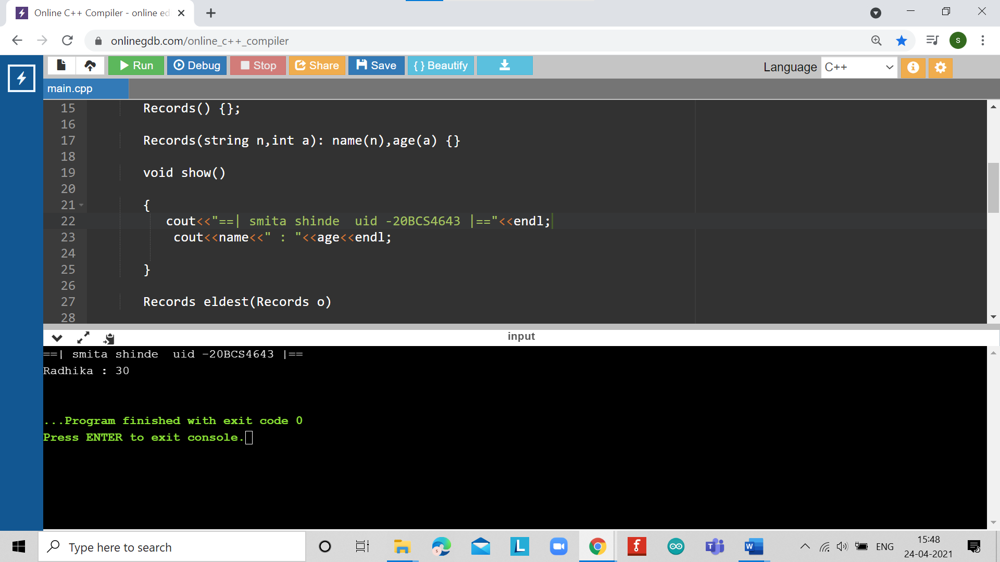 Online C++ Compiler - online ed
onlinegdb.com/online_c++_compiler
S
Run Debug Stop Share Save { } Beautify
Language C++
main.cpp
15 Records() {};
16
17 Records(string n,int a): name(n),age(a) {}
18
19 void show()
20
21 {
22 cout<<"==| smita shinde  uid -20BCS4643 |=="<<endl;
23 cout<<name<<" : "<<age<<endl;
24
25 }
26
27 Records eldest(Records o)
28
input
==| smita shinde  uid -20BCS4643 |==
Radhika : 30
...Program finished with exit code 0
Press ENTER to exit console.
Type here to search
ENG
15:48
24-04-2021